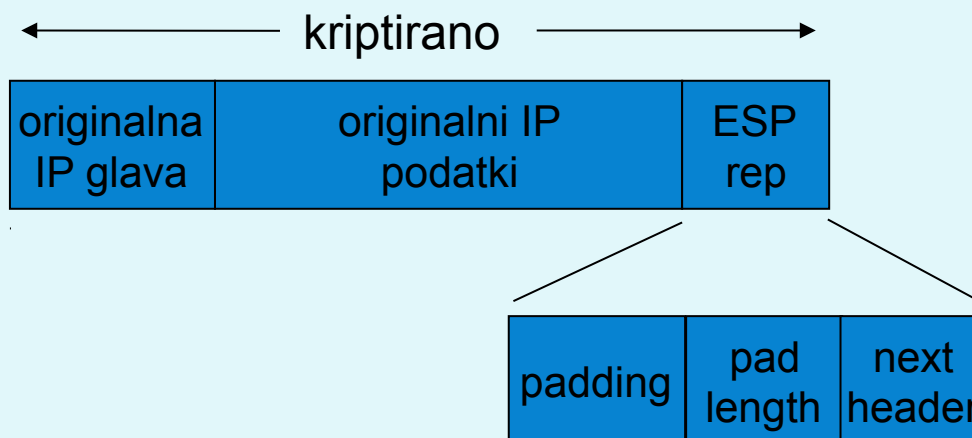 kriptirano
originalna
IP glava
originalni IP
podatki
ESP
rep
padding
pad
length
next
header